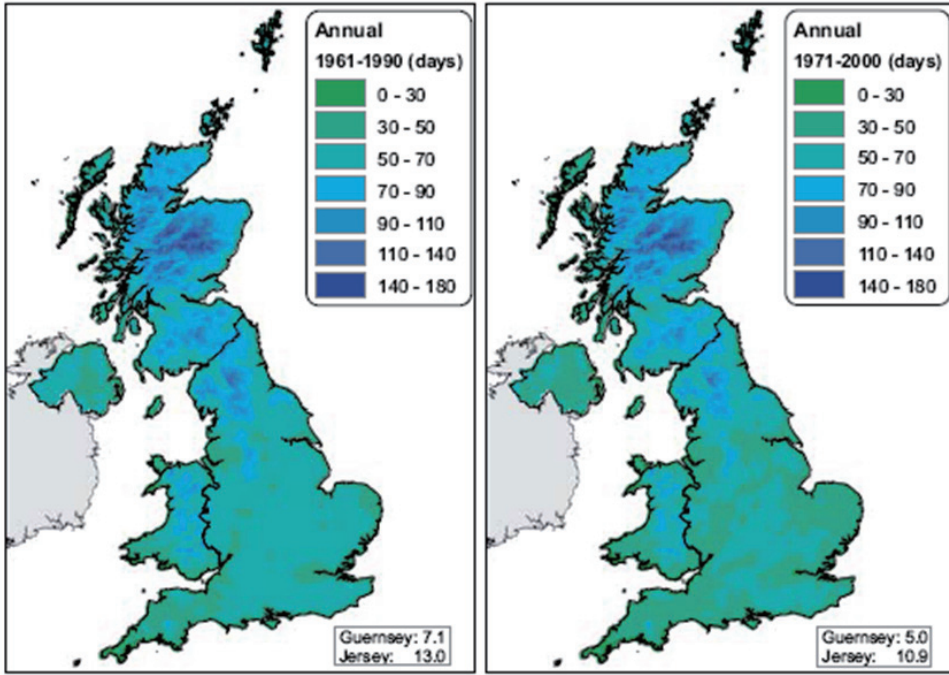 Annual
1961-1990 (days)
0 - 30
30 - 50
50 - 70
70 - 90
90 - 110
110 - 140
140 - 180
Guernsey: 7.1
Jersey: 13.0
Annual
1971-2000 (days)
0 - 30
30 - 50
50 - 70
70 - 90
90 - 110
110 - 140
140 - 180
Guernsey: 5.0
Jersey: 10.9